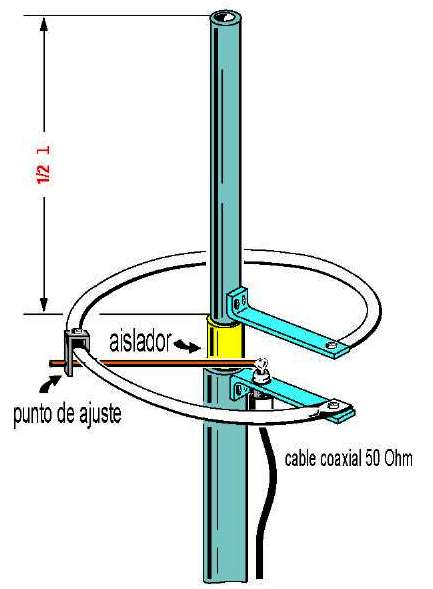 1/2 l
aislador
punto de ajuste
cable coaxial 50 Ohm